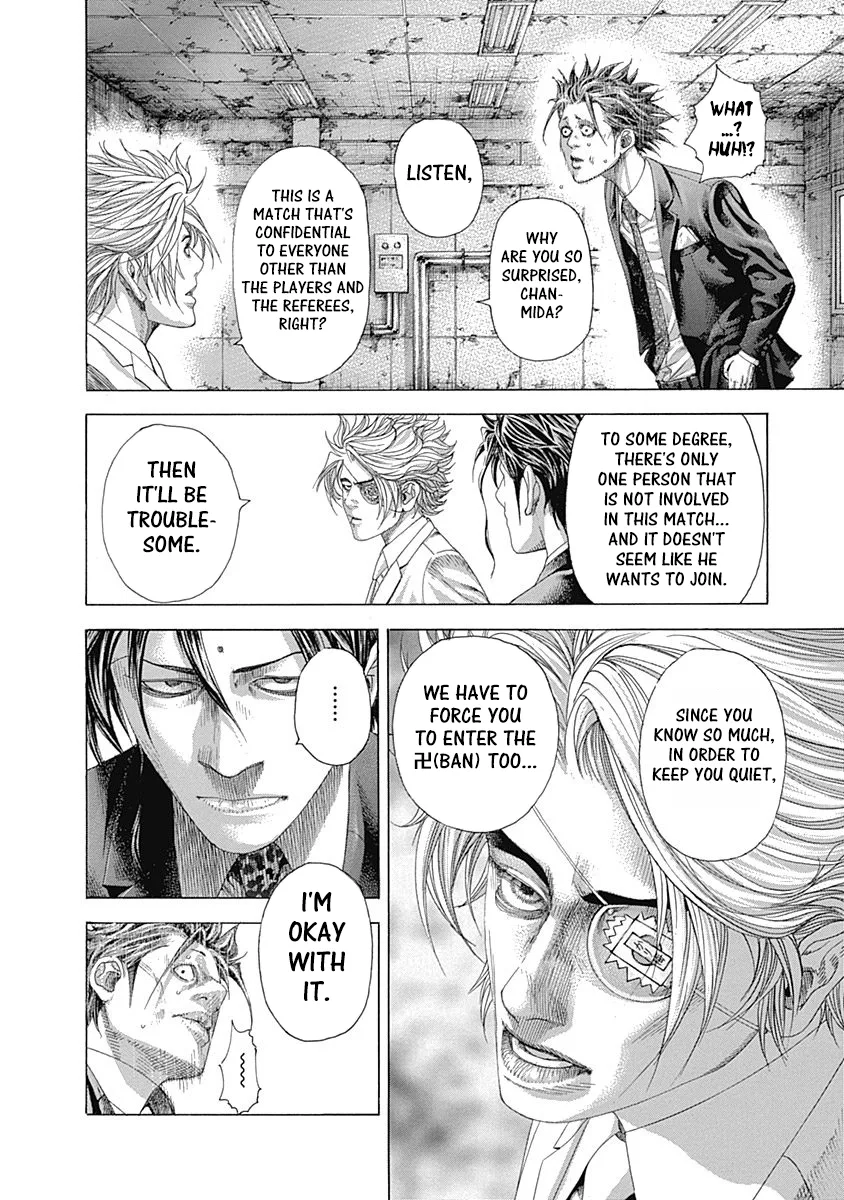 WHAT
...?
HUH!?
WHY
ARE YOU SO
SURPRISED,
CHAN-
MIDA?
LISTEN,
THIS IS A
MATCH THAT'S
CONFIDENTIAL
TO EVERYONE
OTHER THAN
THE PLAYERS AND
THE REFEREES,
RIGHT?
TO SOME DEGREE,
THERE'S ONLY
ONE PERSON THAT
IS NOT INVOLVED
IN THIS MATCH...
AND IT DOESN'T
SEEM LIKE HE
WANTS TO JOIN.
THEN
IT'LL BE
TROUBLE-
SOME.
SINCE YOU
KNOW SO MUCH,
IN ORDER TO
KEEP YOU QUIET,
WE HAVE TO
FORCE YOU
TO ENTER THE
卍(BAN) TOO...
........
I'M
OKAY
WITH
IT.